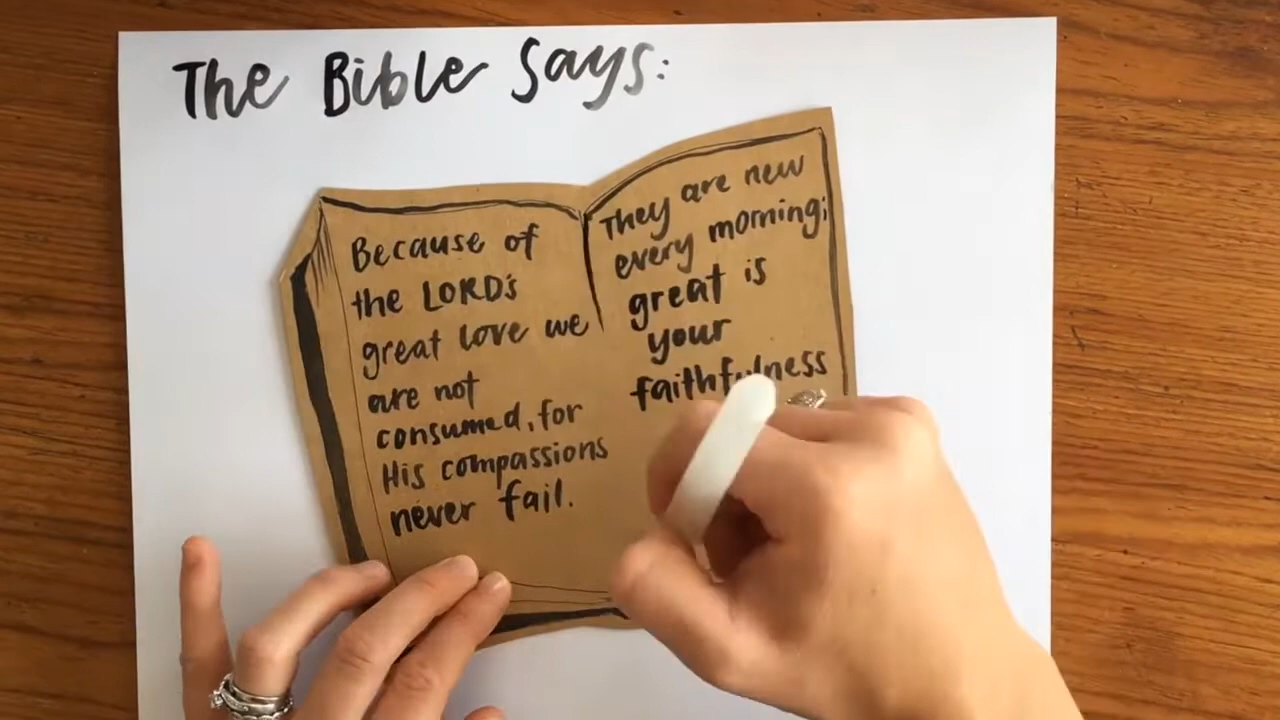 The Bible Says:
Because of
the LORD's
great love we
are not
consumed, for
His compassions
never fail.
They are new
every morning;
great is
your
faithfulness